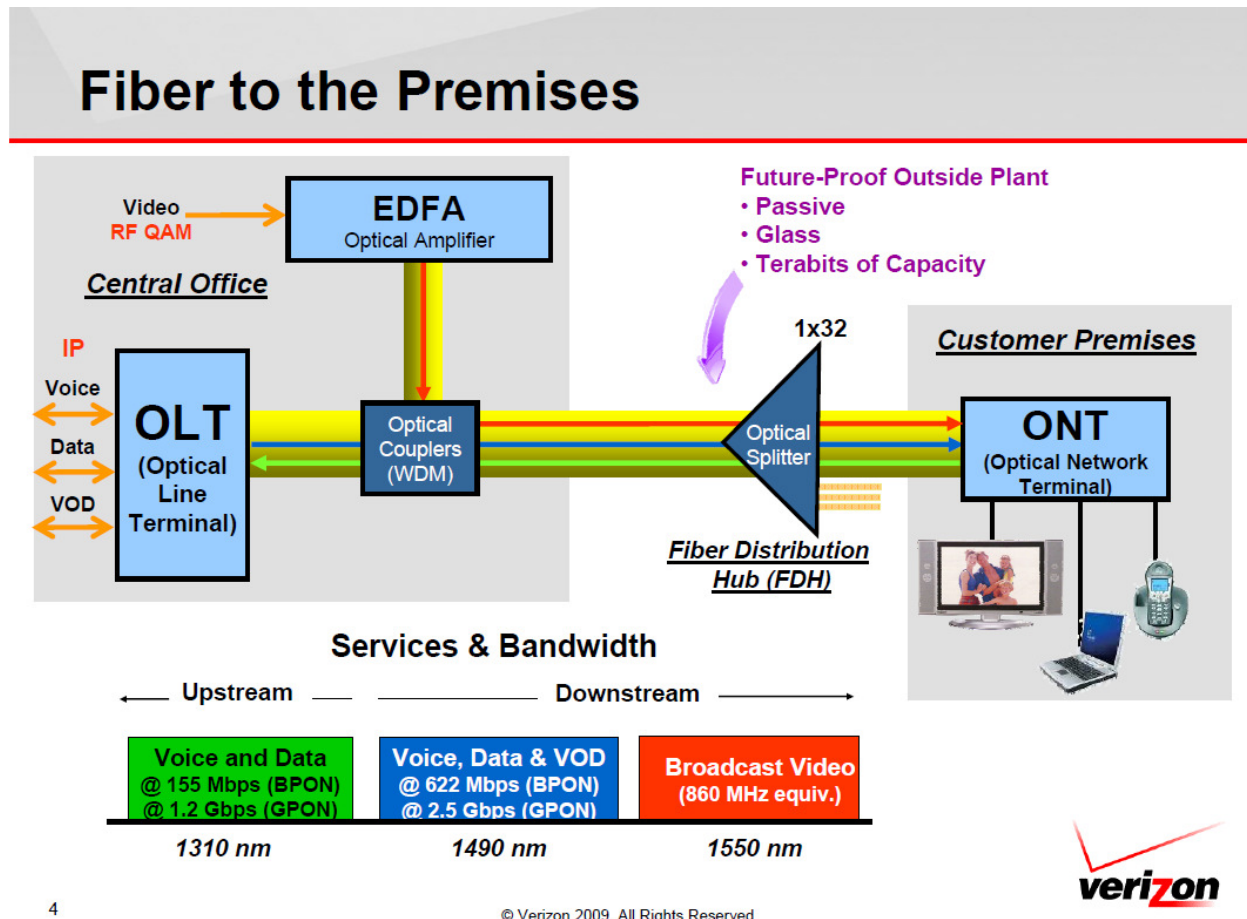 Fiber to the Premises
Video
RF QAM
EDFA
Optical Amplifier
Central Office
Future-Proof Outside Plant
• Passive
• Glass
• Terabits of Capacity
IP
Voice
Data
VOD
OLT
(Optical
Line
Terminal)
Optical
Couplers
(WDM)
1x32
Optical
Splitter
Fiber Distribution
Hub (FDH)
Customer Premises
ONT
(Optical Network
Terminal)
Services & Bandwidth
Upstream
Downstream
Voice and Data
@ 155 Mbps (BPON)
@ 1.2 Gbps (GPON)
Voice, Data & VOD
@ 622 Mbps (BPON)
@ 2.5 Gbps (GPON)
Broadcast Video
(860 MHz equiv.)
1310 nm
1490 nm
1550 nm
verizon
4
© Verizon 2009. All Rights Reserved